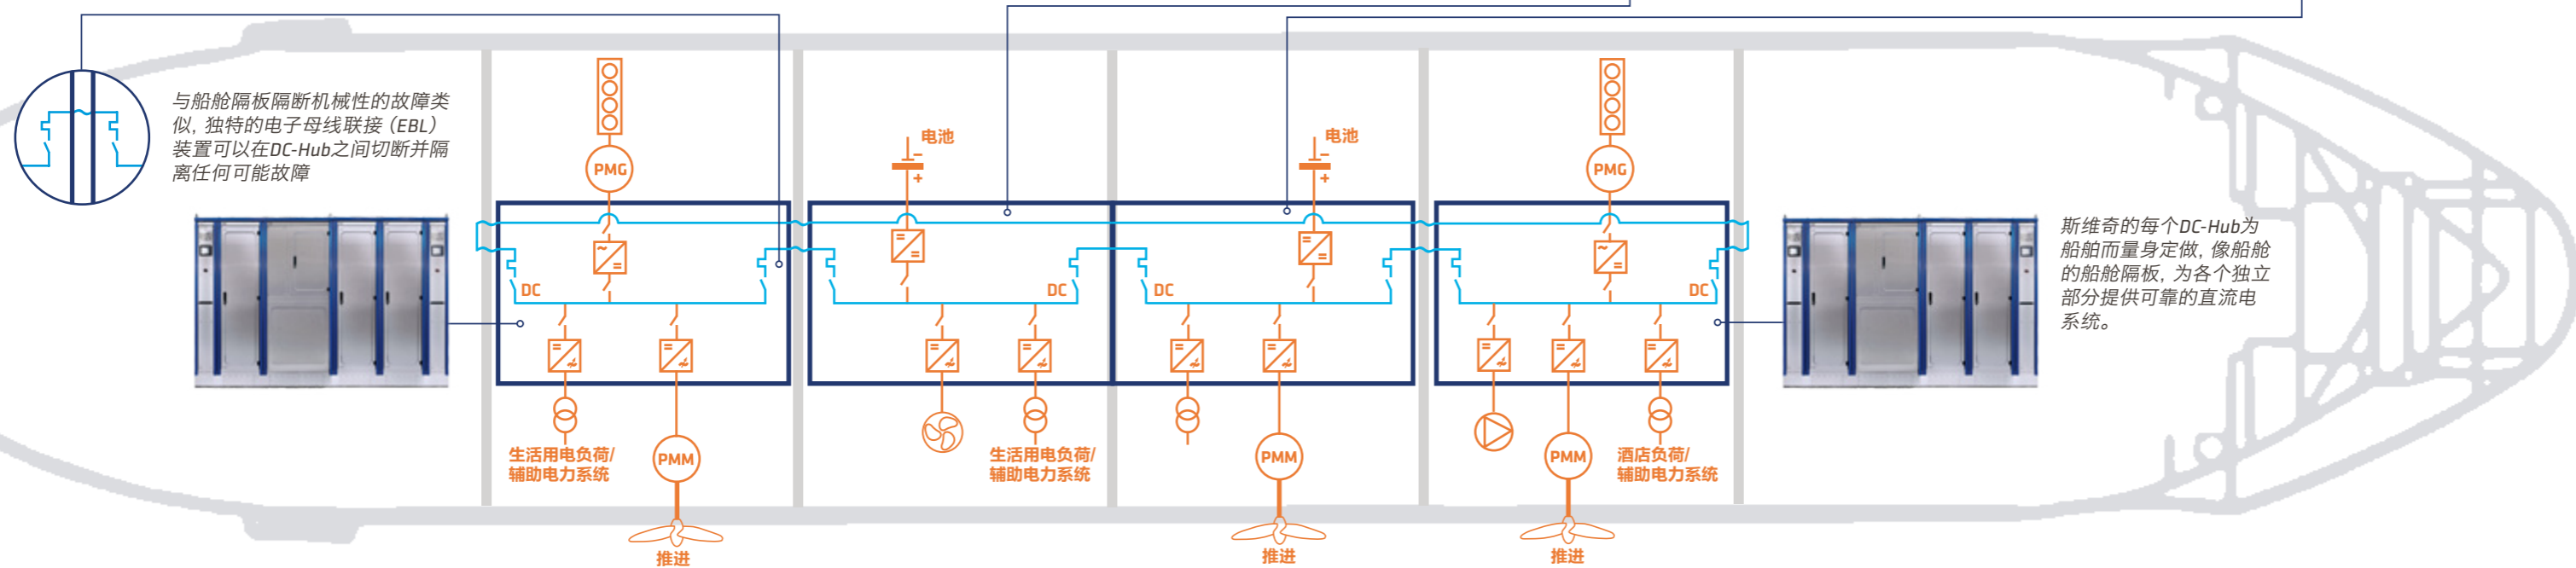 与船舱隔板隔断机械性的故障类
似, 独特的电子母线联接 (EBL)
装置可以在DC-Hub之间切断并隔
离任何可能故障
PMG
电池
−
+
电池
−
+
PMG
DC
DC
DC
DC
斯维奇的每个DC-Hub为
船舶而量身定做, 像船舱
的船舱隔板, 为各个独立
部分提供可靠的直流电
系统。
生活用电负荷/
辅助电力系统
PMM
推进
生活用电负荷/
辅助电力系统
PMM
推进
PMM
推进
酒店负荷/
辅助电力系统